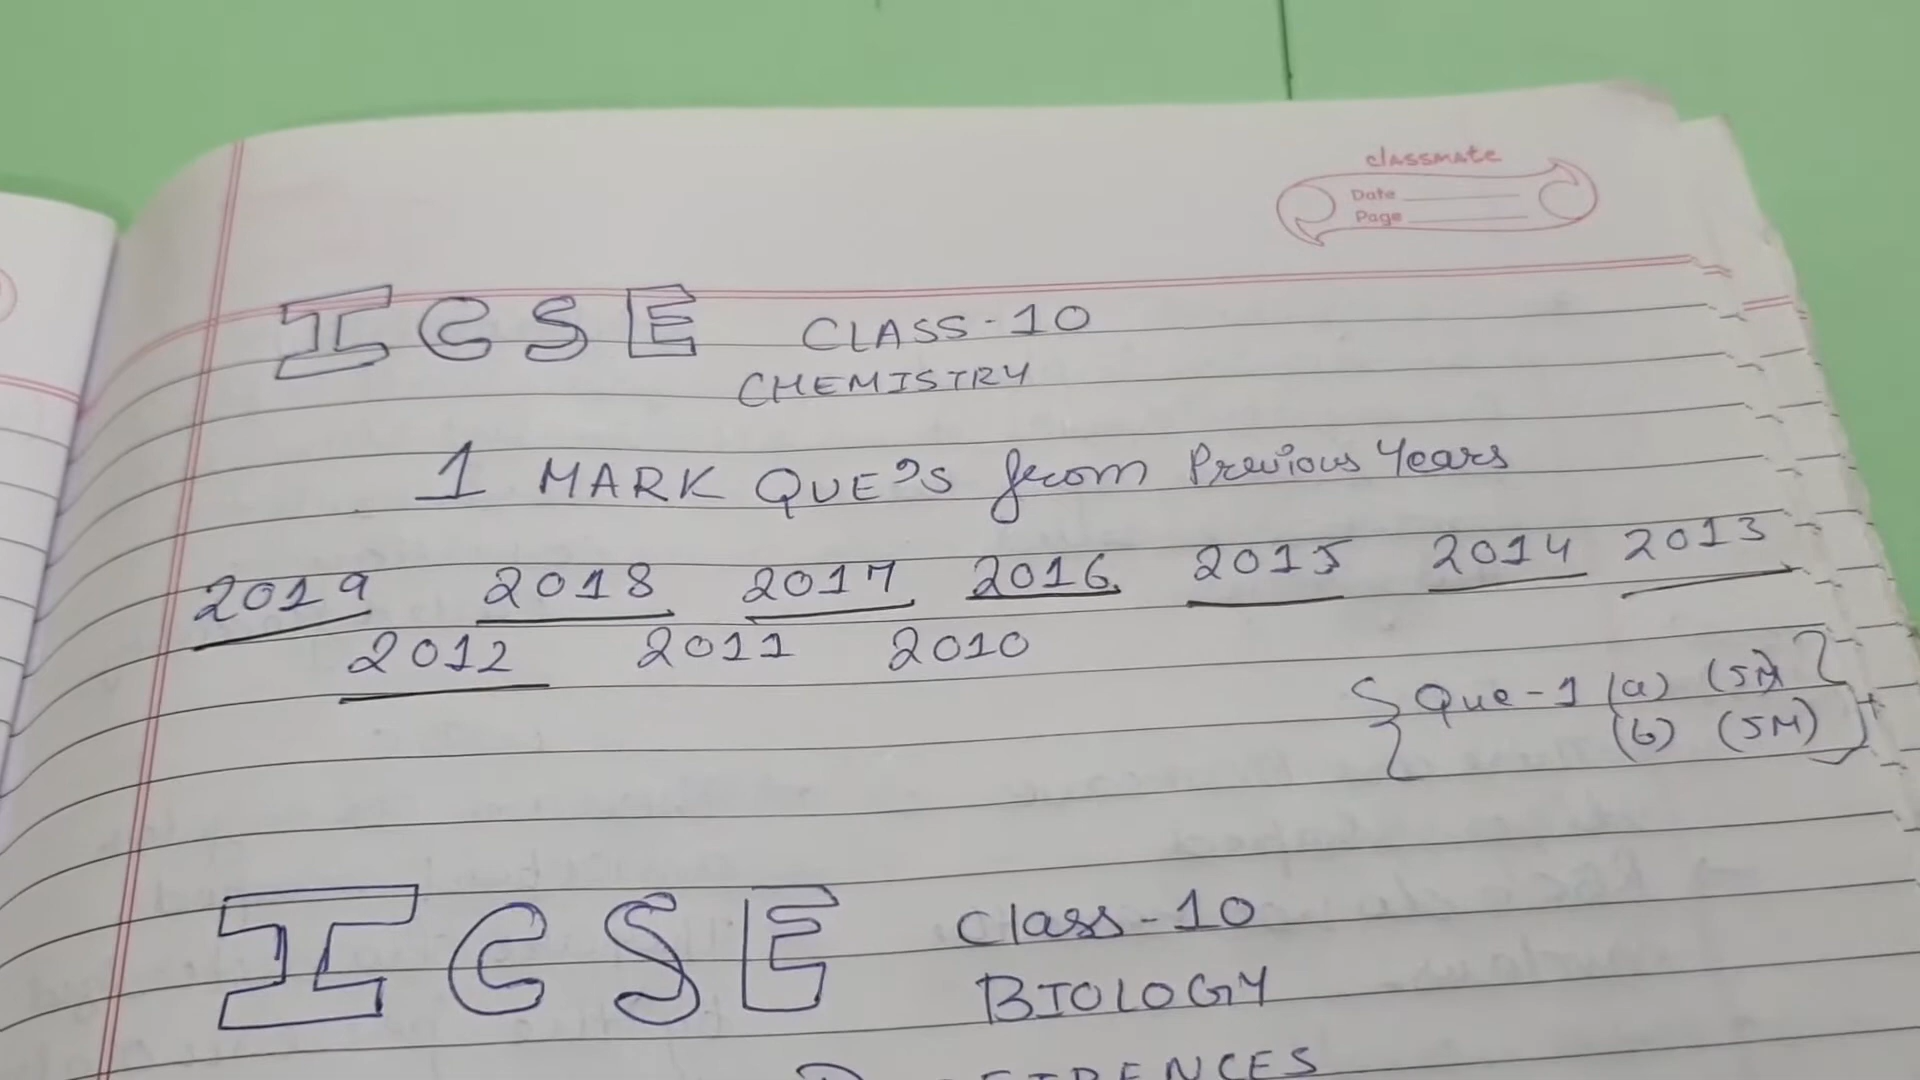 classmate
Date
Page
ICSE CLASS-10
CHEMISTRY
1 MARK QUE's from Previous Years
2019 2018 2017 2016 2015 2014 2013
2012 2011 2010
{ Que-1 (a) (5M) }
(b) (5M)
ICSE Class-10
BIOLOGY